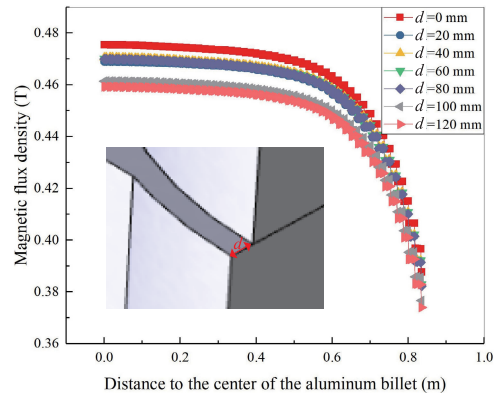 0.48
0.46
0.44
0.42
0.40
0.38
0.36
Magnetic flux density (T)
d =0 mm
d =20 mm
d =40 mm
d =60 mm
d =80 mm
d =100 mm
d =120 mm
d
0.0 0.2 0.4 0.6 0.8 1.0
Distance to the center of the aluminum billet (m)